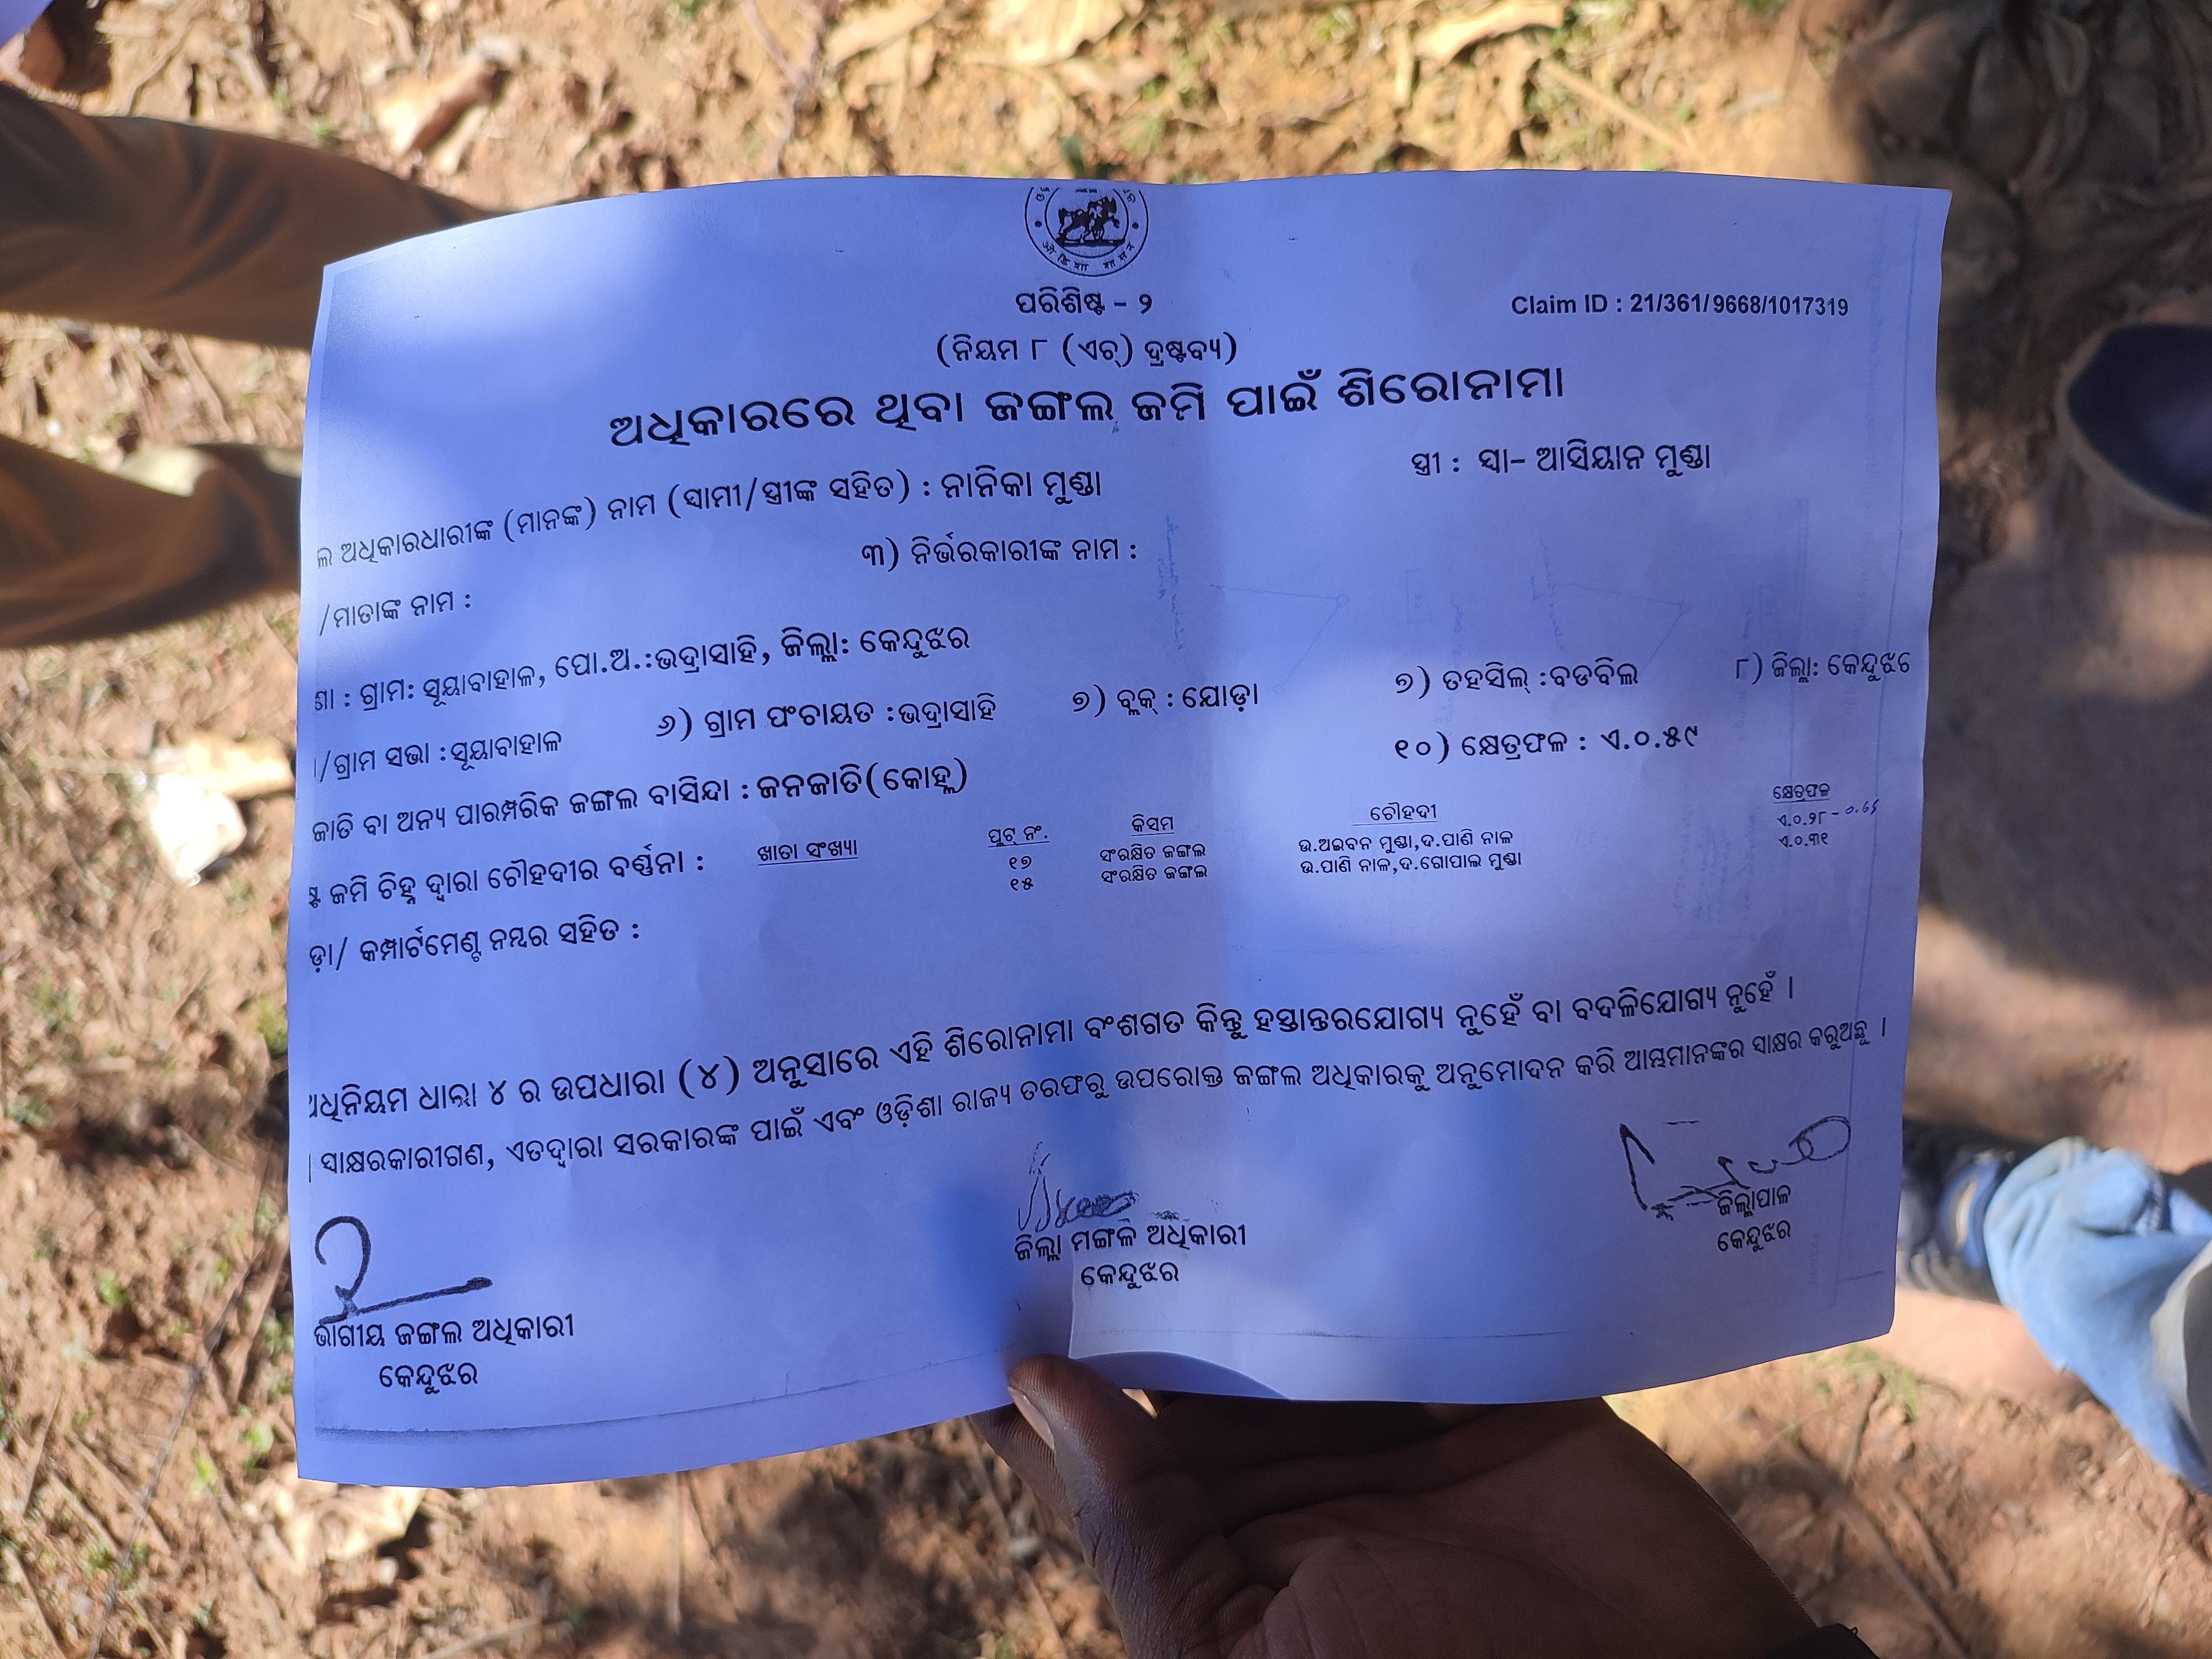 ओ डि शा शा स न
ପରିଶିଷ୍ଟ - ୨
Claim ID : 21/361/9668/1017319
(ନିୟମ ୮ (ଏଚ୍) ଦ୍ରଷ୍ଟବ୍ୟ)
ଅଧିକାରରେ ଥିବା ଜଙ୍ଗଲ ଜମି ପାଇଁ ଶିରୋନାମା
ଲ ଅଧିକାରଧାରୀଙ୍କ (ମାନଙ୍କ) ନାମ (ସ୍ଵାମୀ/ସ୍ତ୍ରୀଙ୍କ ସହିତ) : ନାନିକା ମୁଣ୍ଡା ସ୍ତ୍ରୀ : ସ୍ଵା- ଆସିୟାନ ମୁଣ୍ଡା
/ମାତାଙ୍କ ନାମ : ୩) ନିର୍ଭରକାରୀଙ୍କ ନାମ :
ଣା : ଗ୍ରାମ: ସୂୟାବାହାଳ, ପୋ.ଅ.:ଭଦ୍ରାସାହି, ଜିଲ୍ଲା: କେନ୍ଦୁଝର
/ଗ୍ରାମ ସଭା :ସୂୟାବାହାଳ ୬) ଗ୍ରାମ ପଂଚାୟତ :ଭଦ୍ରାସାହି ୭) ବ୍ଲକ୍ : ଯୋଡ଼ା ୭) ତହସିଲ୍ :ବଡବିଲ ୮) ଜିଲ୍ଲା: କେନ୍ଦୁଝର
ଜାତି ବା ଅନ୍ୟ ପାରମ୍ପରିକ ଜଙ୍ଗଲ ବାସିନ୍ଦା : ଜନଜାତି(କୋହ୍ଲ) ୧୦) କ୍ଷେତ୍ରଫଳ : ଏ.୦.୫୯
ଷ୍ଟ ଜମି ଚିହ୍ନ ଦ୍ୱାରା ଚୌହଦୀର ବର୍ଣ୍ଣନା : ଖାତା ସଂଖ୍ୟା ପ୍ଲଟ୍ ନଂ. କିସମ ଚୌହଦୀ କ୍ଷେତ୍ରଫଳ
୧୭ ସଂରକ୍ଷିତ ଜଙ୍ଗଲ ଉ.ଅଇବନ ମୁଣ୍ଡା,ଦ.ପାଣି ନାଳ ଏ.୦.୨୮
୧୫ ସଂରକ୍ଷିତ ଜଙ୍ଗଲ ଉ.ପାଣି ନାଳ,ଦ.ଗୋପାଲ ମୁଣ୍ଡା ଏ.୦.୩୧
ଡ଼ା/ କମ୍ପାର୍ଟମେଣ୍ଟ ନମ୍ବର ସହିତ :
ଅଧିନିୟମ ଧାରା ୪ ର ଉପଧାରା (୪) ଅନୁସାରେ ଏହି ଶିରୋନାମା ବଂଶଗତ କିନ୍ତୁ ହସ୍ତାନ୍ତରଯୋଗ୍ୟ ନୁହେଁ ବା ବଦଳିଯୋଗ୍ୟ ନୁହେଁ ।
ସ୍ୱାକ୍ଷରକାରୀଗଣ, ଏତଦ୍ଦ୍ୱାରା ସରକାରଙ୍କ ପାଇଁ ଏବଂ ଓଡ଼ିଶା ରାଜ୍ୟ ତରଫରୁ ଉପରୋକ୍ତ ଜଙ୍ଗଲ ଅଧିକାରକୁ ଅନୁମୋଦନ କରି ଆମ୍ଭମାନଙ୍କର ସ୍ୱାକ୍ଷର କରୁଅଛୁ ।
ଭାଗୀୟ ଜଙ୍ଗଲ ଅଧିକାରୀ
କେନ୍ଦୁଝର
ଜିଲ୍ଲା ମଙ୍ଗଳ ଅଧିକାରୀ
କେନ୍ଦୁଝର
ଜିଲ୍ଲାପାଳ
କେନ୍ଦୁଝର